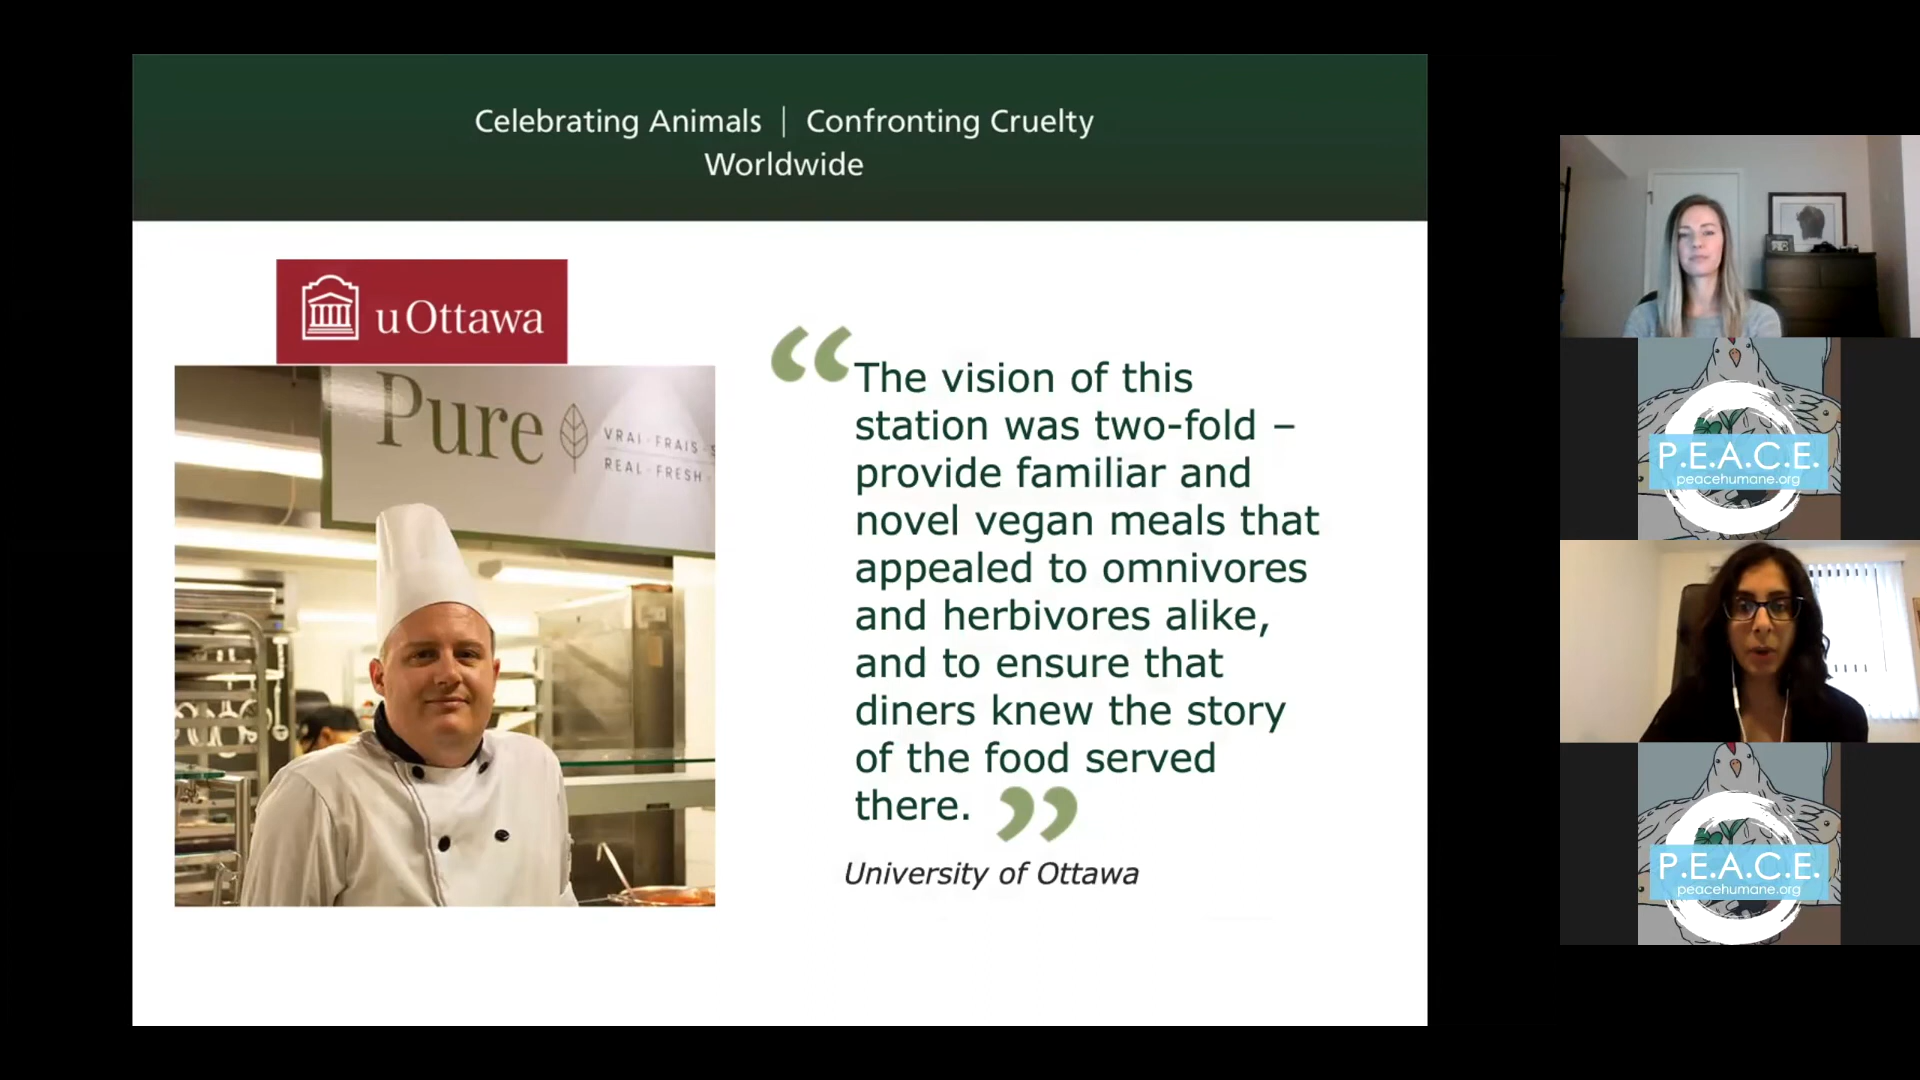 Celebrating Animals | Confronting Cruelty
Worldwide
uOttawa
Pure
VRAI · FRAIS ·
REAL · FRESH ·
“The vision of this
station was two-fold –
provide familiar and
novel vegan meals that
appealed to omnivores
and herbivores alike,
and to ensure that
diners knew the story
of the food served
there.”
University of Ottawa
P.E.A.C.E.
peacehumane.org
P.E.A.C.E.
peacehumane.org